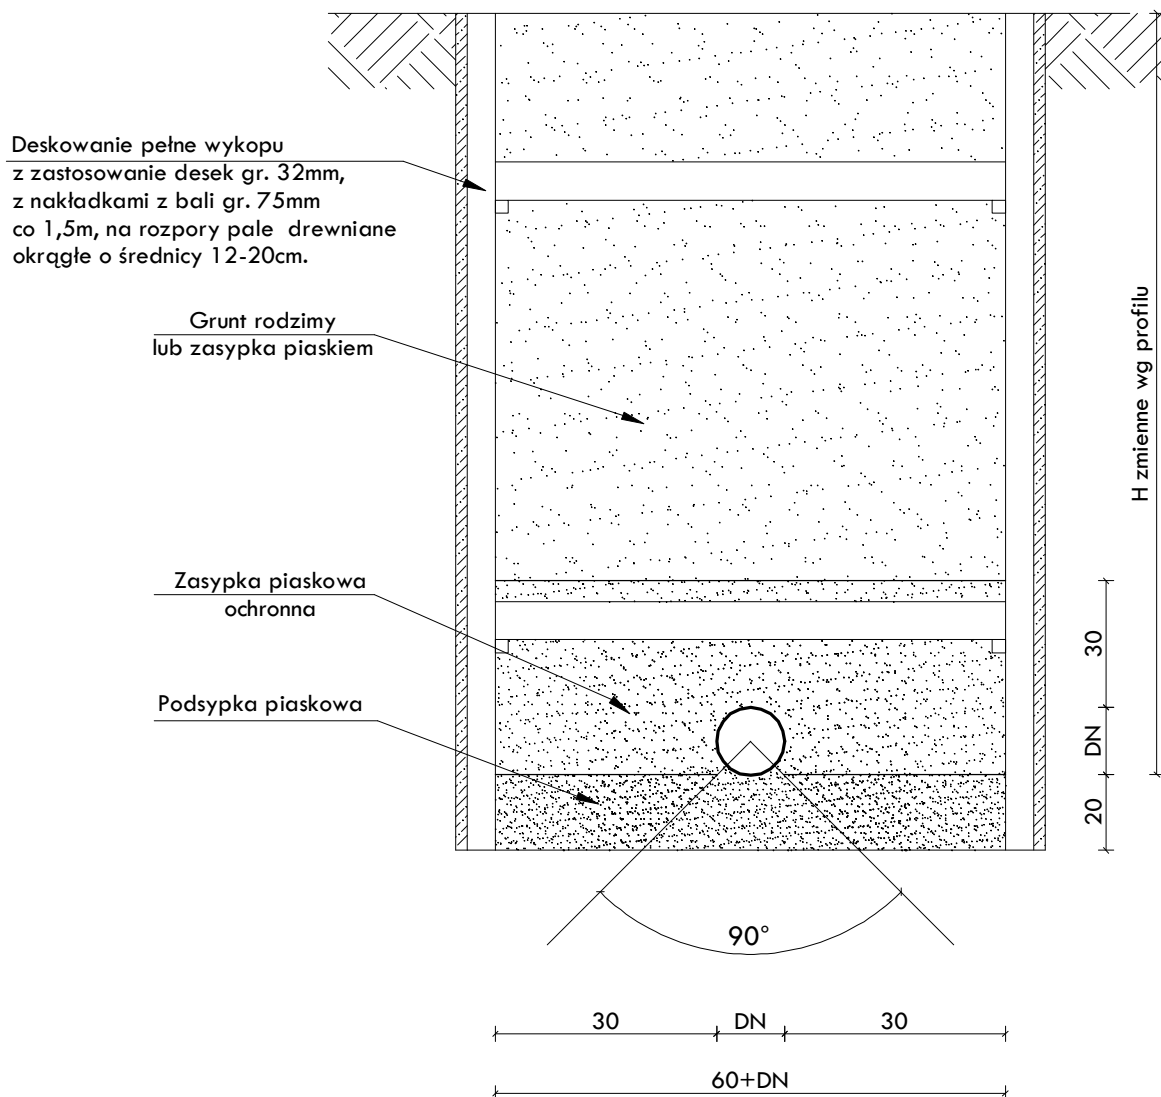 Deskowanie pełne wykopu
z zastosowanie desek gr. 32mm,
z nakładkami z bali gr. 75mm
co 1,5m, na rozpory pale drewniane
okrągłe o średnicy 12-20cm.
Grunt rodzimy
lub zasypka piaskiem
H zmienne wg profilu
Zasypka piaskowa
ochronna
30
Podsypka piaskowa
DN
20
90°
30 DN 30
60+DN